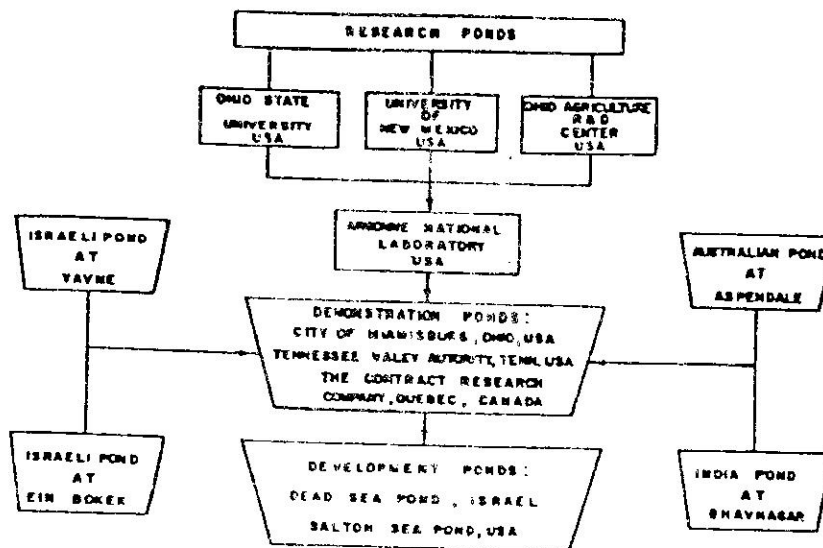 RESEARCH PONDS
OHIO STATE
UNIVERSITY
USA
UNIVERSITY
OF
NEW MEXICO
USA
OHIO AGRICULTURE
R&D
CENTER
USA
ARGONNE NATIONAL
LABORATORY
USA
ISRAELI POND
AT
YAVNE
AUSTRALIAN POND
AT
ASPENDALE
DEMONSTRATION PONDS:
CITY OF MIAMISBURG, OHIO, USA
TENNESSEE VALEY AUTORITY, TENN, USA
THE CONTRACT RESEARCH
COMPANY, QUEBEC, CANADA
ISRAELI POND
AT
EIN BOKEK
DEVELOPMENT PONDS:
DEAD SEA POND, ISRAEL
SALTON SEA POND, USA
INDIA POND
AT
BHAVNAGAR